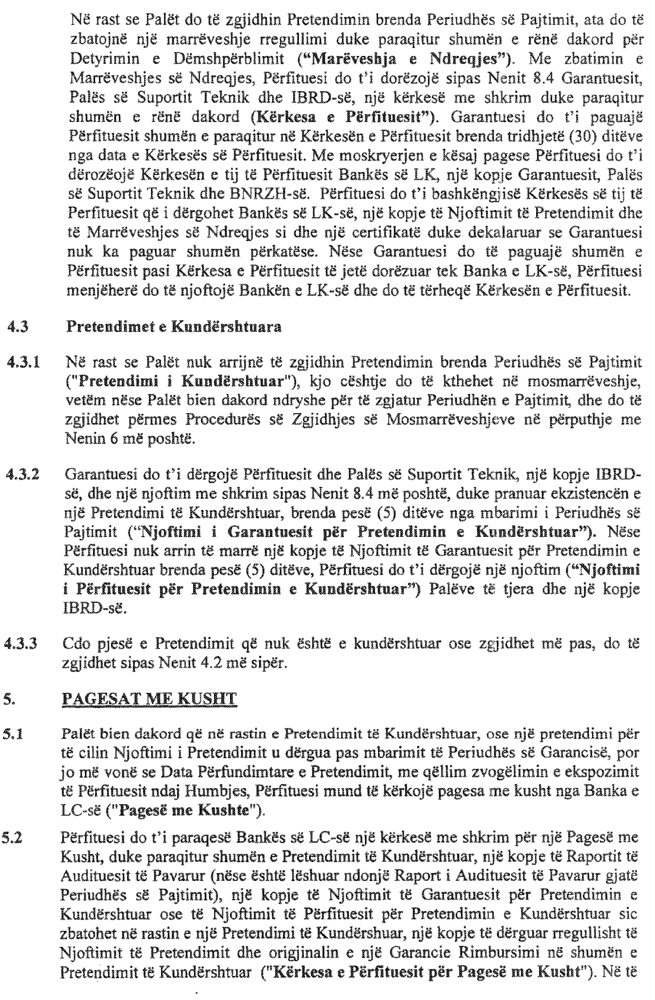 Në rast se Palët do të zgjidhin Pretendimin brenda Periudhës së Pajtimit, ata do të
zbatojnë një marrëveshje rregullimi duke paraqitur shumën e rënë dakord për
Detyrimin e Dëmshpërblimit (“Marëveshja e Ndreqjes”). Me zbatimin e
Marrëveshjes së Ndreqjes, Përfituesi do t’i dorëzojë sipas Nenit 8.4 Garantuesit,
Palës së Suportit Teknik dhe IBRD-së, një kërkesë me shkrim duke paraqitur
shumën e rënë dakord (Kërkesa e Përfituesit”). Garantuesi do t’i paguajë
Përfituesit shumën e paraqitur në Kërkesën e Përfituesit brenda tridhjetë (30) ditëve
nga data e Kërkesës së Përfituesit. Me moskryerjen e kësaj pagese Përfituesi do t’i
dërozëojë Kërkesën e tij të Përfituesit Bankës së LK, një kopje Garantuesit, Palës
së Suportit Teknik dhe BNRZH-së. Përfituesi do t’i bashkëngjisë Kërkesës së tij të
Perfituesit që i dërgohet Bankës së LK-së, një kopje të Njoftimit të Pretendimit dhe
të Marrëveshjes së Ndreqjes si dhe një certifikatë duke dekalaruar se Garantuesi
nuk ka paguar shumën përkatëse. Nëse Garantuesi do të paguajë shumën e
Përfituesit pasi Kërkesa e Përfituesit të jetë dorëzuar tek Banka e LK-së, Përfituesi
menjëherë do të njoftojë Bankën e LK-së dhe do të tërheqë Kërkesën e Përfituesit.
4.3 Pretendimet e Kundërshtuara
4.3.1 Në rast se Palët nuk arrijnë të zgjidhin Pretendimin brenda Periudhës së Pajtimit
("Pretendimi i Kundërshtuar"), kjo cështje do të kthehet në mosmarrëveshje,
vetëm nëse Palët bien dakord ndryshe për të zgjatur Periudhën e Pajtimit, dhe do të
zgjidhet përmes Procedurës së Zgjidhjes së Mosmarrëveshjeve në përputhje me
Nenin 6 më poshtë.
4.3.2 Garantuesi do t’i dërgojë Përfituesit dhe Palës së Suportit Teknik, një kopje IBRD-
së, dhe një njoftim me shkrim sipas Nenit 8.4 më poshtë, duke pranuar ekzistencën e
një Pretendimi të Kundërshtuar, brenda pesë (5) ditëve nga mbarimi i Periudhës së
Pajtimit (“Njoftimi i Garantuesit për Pretendimin e Kundërshtuar”). Nëse
Përfituesi nuk arrin të marrë një kopje të Njoftimit të Garantuesit për Pretendimin e
Kundërshtuar brenda pesë (5) ditëve, Përfituesi do t’i dërgojë një njoftim (“Njoftimi
i Përfituesit për Pretendimin e Kundërshtuar”) Palëve të tjera dhe një kopje
IBRD-së.
4.3.3 Cdo pjesë e Pretendimit që nuk është e kundërshtuar ose zgjidhet më pas, do të
zgjidhet sipas Nenit 4.2 më sipër.
5. PAGESAT ME KUSHT
5.1 Palët bien dakord që në rastin e Pretendimit të Kundërshtuar, ose një pretendimi për
të cilin Njoftimi i Pretendimit u dërgua pas mbarimit të Periudhës së Garancisë, por
jo më vonë se Data Përfundimtare e Pretendimit, me qëllim zvogëlimin e ekspozimit
të Përfituesit ndaj Humbjes, Përfituesi mund të kërkojë pagesa me kusht nga Banka e
LC-së ("Pagesë me Kushte").
5.2 Përfituesi do t’i paraqesë Bankës së LC-së një kërkesë me shkrim për një Pagesë me
Kusht, duke paraqitur shumën e Pretendimit të Kundërshtuar, një kopje të Raportit të
Audituesit të Pavarur (nëse është lëshuar ndonjë Raport i Audituesit të Pavarur gjatë
Periudhës së Pajtimit), një kopje të Njoftimit të Garantuesit për Pretendimin e
Kundërshtuar ose të Njoftimit të Përfituesit për Pretendimin e Kundërshtuar sic
zbatohet në rastin e një Pretendimi të Kundërshuar, një kopje të dërguar rregullisht të
Njoftimit të Pretendimit dhe origjinalin e një Garancie Rimbursimi në shumën e
Pretendimit të Kundërshtuar ("Kërkesa e Përfituesit për Pagesë me Kusht"). Në të